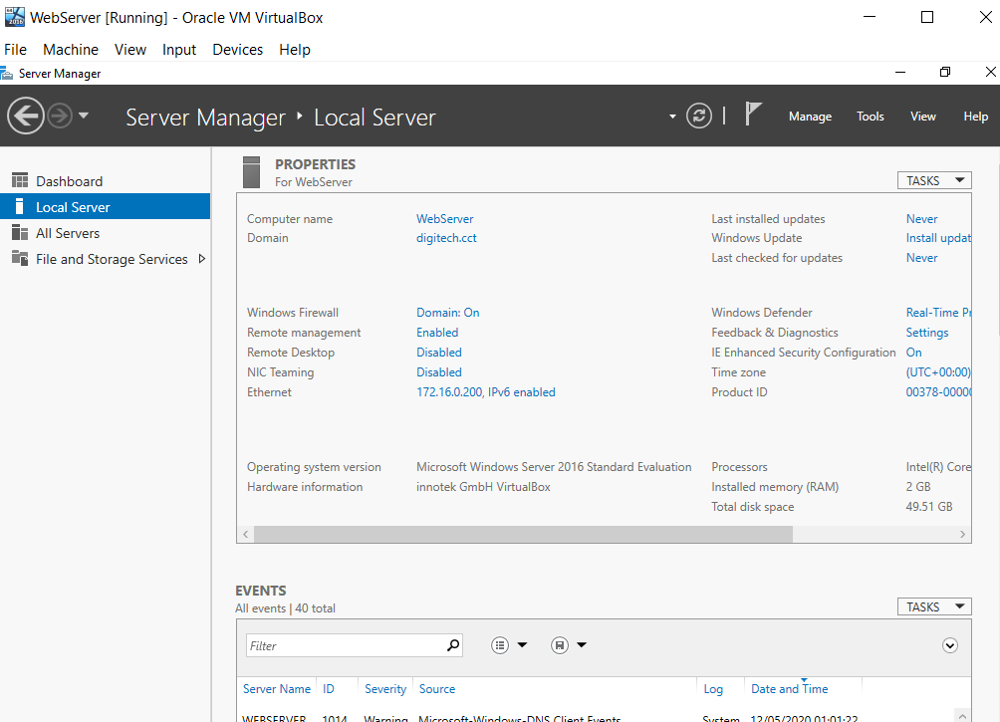 WebServer [Running] - Oracle VM VirtualBox
File Machine View Input Devices Help
Server Manager
Server Manager ‣ Local Server
Manage Tools View Help
Dashboard
Local Server
All Servers
File and Storage Services
PROPERTIES
For WebServer
TASKS
Computer name WebServer Last installed updates Never
Domain digitech.cct Windows Update Install updat
Last checked for updates Never
Windows Firewall Domain: On Windows Defender Real-Time Pr
Remote management Enabled Feedback & Diagnostics Settings
Remote Desktop Disabled IE Enhanced Security Configuration On
NIC Teaming Disabled Time zone (UTC+00:00)
Ethernet 172.16.0.200, IPv6 enabled Product ID 00378-00000
Operating system version Microsoft Windows Server 2016 Standard Evaluation Processors Intel(R) Core
Hardware information innotek GmbH VirtualBox Installed memory (RAM) 2 GB
Total disk space 49.51 GB
EVENTS
All events | 40 total
TASKS
Filter
Server Name ID Severity Source Log Date and Time
WEBSERVER 1014 Warning Microsoft-Windows-DNS Client Events System 12/05/2020 01:01:22